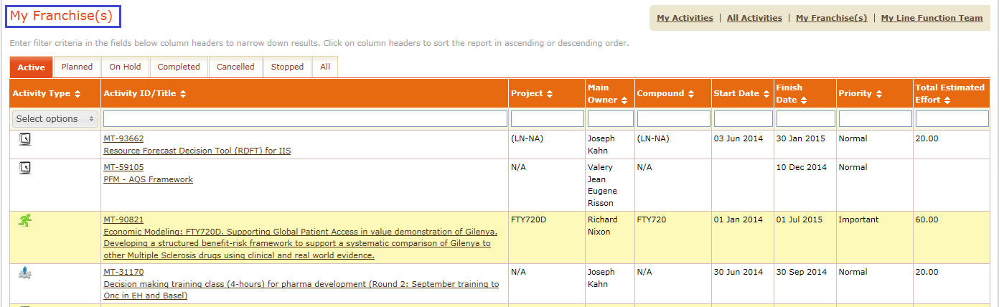 My Franchise(s)
My Activities | All Activities | My Franchise(s) | My Line Function Team
Enter filter criteria in the fields below column headers to narrow down results. Click on column headers to sort the report in ascending or descending order.
Active Planned On Hold Completed Cancelled Stopped All
Activity Type Activity ID/Title Project Main Owner Compound Start Date Finish Date Priority Total Estimated Effort
Select options
MT-93662 (LN-NA) Joseph (LN-NA) 03 Jun 2014 30 Jan 2015 Normal 20.00
Resource Forecast Decision Tool (RDFT) for IIS Kahn
MT-59105 N/A Valery N/A 10 Dec 2014 Normal
PFM - AQS Framework Jean
Eugene
Risson
MT-90821 FTY720D Richard FTY720 01 Jan 2014 01 Jul 2015 Important 60.00
Economic Modeling: FTY720D. Supporting Global Patient Access in value demonstration of Gilenya. Nixon
Developing a structured benefit-risk framework to support a systematic comparison of Gilenya to
other Multiple Sclerosis drugs using clinical and real world evidence.
MT-31170 N/A Joseph N/A 30 Jun 2014 30 Sep 2014 Normal 20.00
Decision making training class (4-hours) for pharma development (Round 2: September training to Kahn
Onc in EH and Basel)